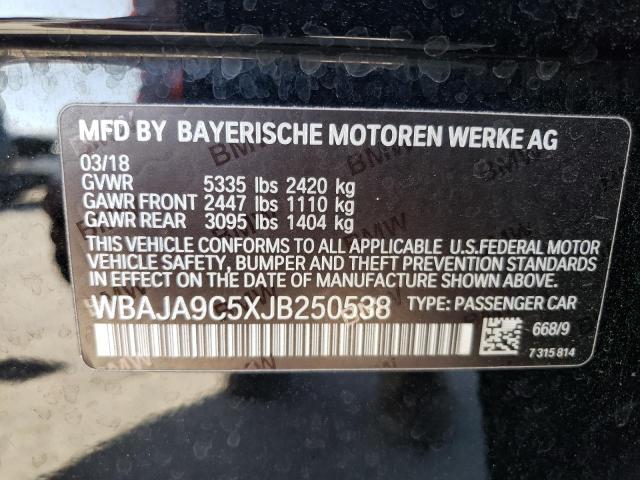 MFD BY BAYERISCHE MOTOREN WERKE AG
03/18
GVWR 5335 lbs 2420 kg
GAWR FRONT 2447 lbs 1110 kg
GAWR REAR 3095 lbs 1404 kg
THIS VEHICLE CONFORMS TO ALL APPLICABLE U.S.FEDERAL MOTOR
VEHICLE SAFETY, BUMPER AND THEFT PREVENTION STANDARDS
IN EFFECT ON THE DATE OF MANUFACTURE SHOWN ABOVE.
WBAJA9C5XJB250538 TYPE: PASSENGER CAR
668/9
7315814